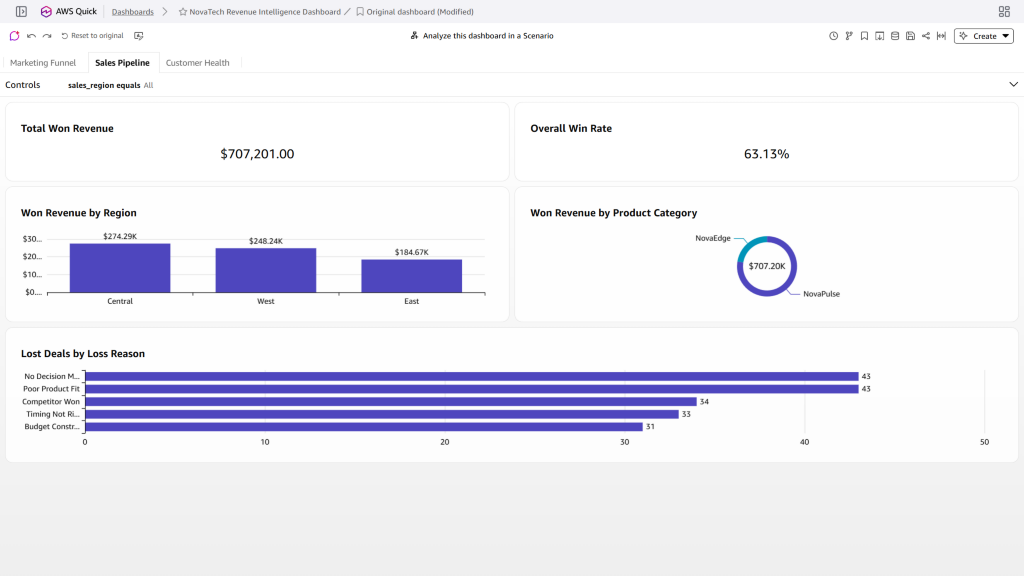 AWS Quick
Dashboards
NovaTech Revenue Intelligence Dashboard
Original dashboard (Modified)
Reset to original
Analyze this dashboard in a Scenario
Create
Marketing Funnel
Sales Pipeline
Customer Health
Controls
sales_region equals All
Total Won Revenue
$707,201.00
Overall Win Rate
63.13%
Won Revenue by Region
$30...
$20...
$10...
$0....
$274.29K
$248.24K
$184.67K
Central
West
East
Won Revenue by Product Category
NovaEdge
$707.20K
NovaPulse
Lost Deals by Loss Reason
No Decision M... 43
Poor Product Fit 43
Competitor Won 34
Timing Not Ri... 33
Budget Constr... 31
0 10 20 30 40 50